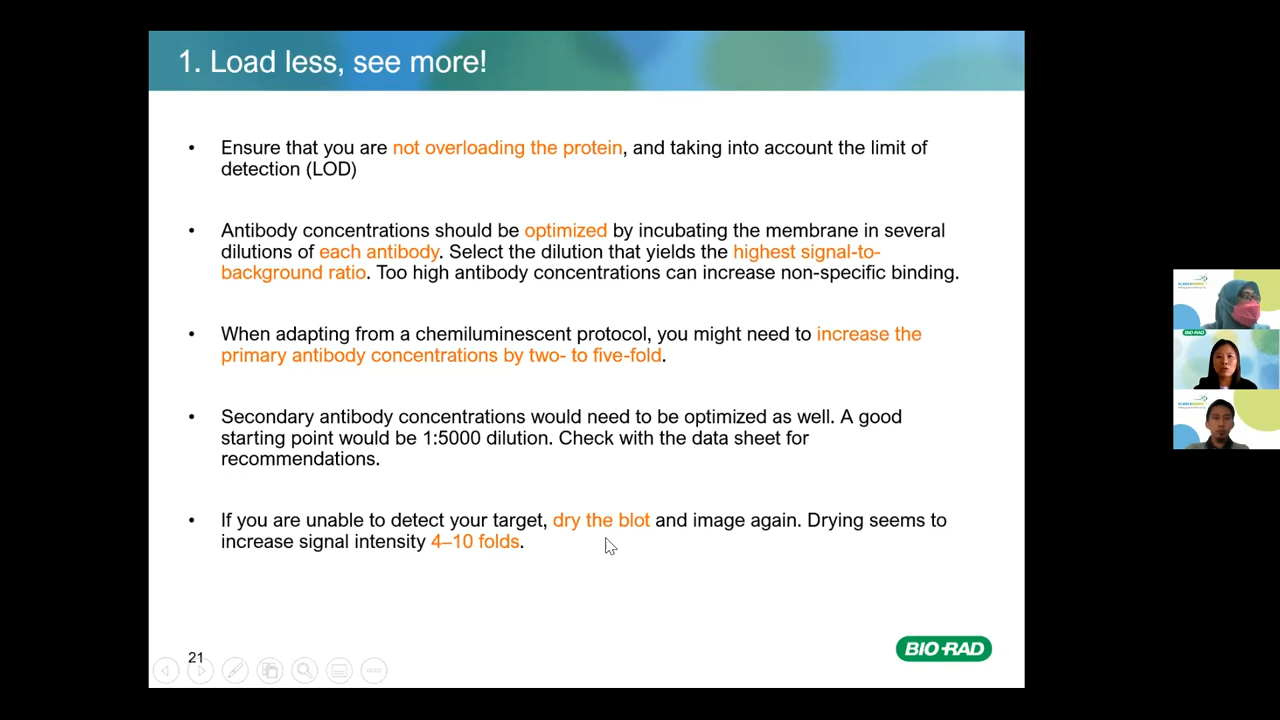 1. Load less, see more!
• Ensure that you are not overloading the protein, and taking into account the limit of
detection (LOD)
• Antibody concentrations should be optimized by incubating the membrane in several
dilutions of each antibody. Select the dilution that yields the highest signal-to-
background ratio. Too high antibody concentrations can increase non-specific binding.
• When adapting from a chemiluminescent protocol, you might need to increase the
primary antibody concentrations by two- to five-fold.
• Secondary antibody concentrations would need to be optimized as well. A good
starting point would be 1:5000 dilution. Check with the data sheet for
recommendations.
• If you are unable to detect your target, dry the blot and image again. Drying seems to
increase signal intensity 4–10 folds.
21
BIO-RAD
BIO-RAD